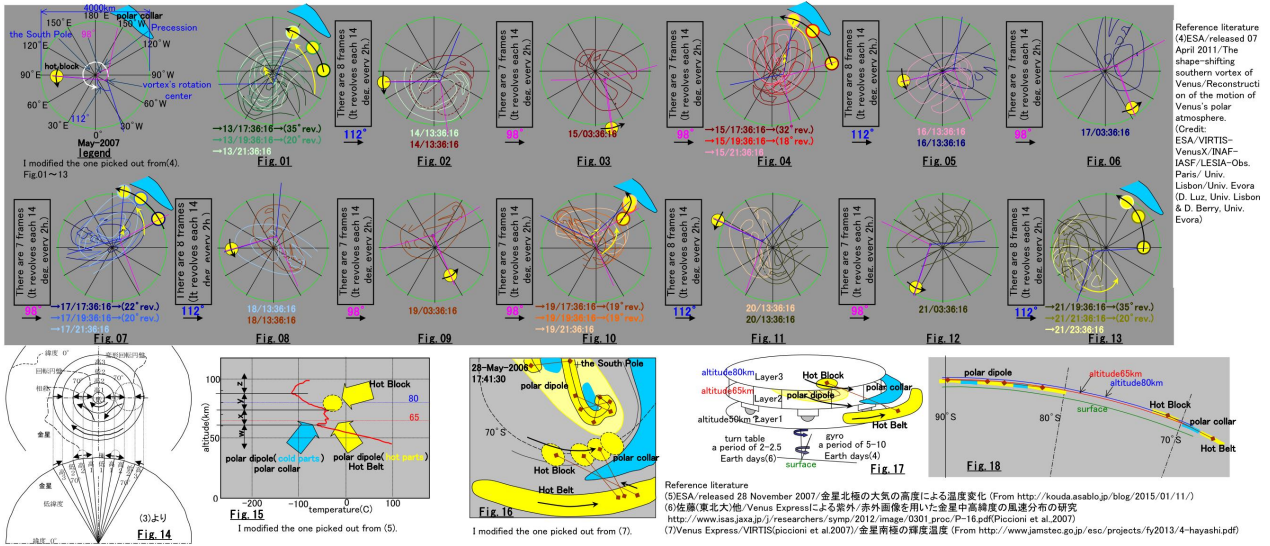 4000km
180°E
polar collar
150°E
150°W
Precession
the South Pole
98°
120°E
120°W
hot block
90°E
90°W
vortex's rotation
center
60°E
60°W
30°E
112°
30°W
0°
May-2007
legend
I modified the one picked out from(4).
Fig.01～13
There are 8 frames
(It revolves each 14
deg. every 2h.)
112°
→13/17:36:16→(35°rev.)
→13/19:36:16→(20°rev.)
→13/21:36:16
Fig. 01
14/13:36:16
14/13:36:16
Fig. 02
There are 7 frames
(It revolves each 14
deg. every 2h.)
98°
15/03:36:16
Fig. 03
There are 7 frames
(It revolves each 14
deg. every 2h.)
98°
→15/17:36:16→(32°rev.)
→15/19:36:16→(18°rev.)
→15/21:36:16
Fig. 04
There are 8 frames
(It revolves each 14
deg. every 2h.)
112°
16/13:36:16
16/13:36:16
Fig. 05
There are 7 frames
(It revolves each 14
deg. every 2h.)
98°
17/03:36:16
Fig. 06
Reference literature
(4)ESA/released 07
April 2011/The
shape-shifting
southern vortex of
Venus/Reconstructi
on of the motion of
Venus's polar
atmosphere.
(Credit:
ESA/VIRTIS-
VenusX/INAF-
IASF/LESIA-Obs.
Paris/ Univ.
Lisbon/Univ. Evora
(D. Luz, Univ. Lisbon
& D. Berry, Univ.
Evora)
There are 7 frames
(It revolves each 14
deg. every 2h.)
98°
→17/17:36:16→(22°rev.)
→17/19:36:16→(20°rev.)
→17/21:36:16
Fig. 07
There are 8 frames
(It revolves each 14
deg. every 2h.)
112°
18/13:36:16
18/13:36:16
Fig. 08
There are 7 frames
(It revolves each 14
deg. every 2h.)
98°
19/03:36:16
Fig. 09
There are 7 frames
(It revolves each 14
deg. every 2h.)
98°
→19/17:36:16→(19°rev.)
→19/19:36:16→(19°rev.)
→19/21:36:16
Fig. 10
There are 8 frames
(It revolves each 14
deg. every 2h.)
112°
20/13:36:16
20/13:36:16
Fig. 11
There are 7 frames
(It revolves each 14
deg. every 2h.)
98°
21/03:36:16
Fig. 12
There are 8 frames
(It revolves each 14
deg. every 2h.)
112°
→21/19:36:16→(35°rev.)
→21/21:36:16→(20°rev.)
→21/23:36:16
Fig. 13
緯度 0°
回転円盤
70°
金星
金星
70°
70°
低緯度
緯度 0°
(3)より
Fig. 14
altitude(km)
100
80
65
50
Z
Y
X
W
Hot Block
polar dipole(cold parts)
polar collar
polar dipole(hot parts)
Hot Belt
-200
-100
0
100
temperature(C)
Fig. 15
I modified the one picked out from (5).
28-May-2006
17:41:30
the South Pole
polar dipole
70°S
polar collar
Hot Block
Hot Belt
Fig. 16
I modified the one picked out from (7).
altitude80km
Layer3
Hot Block
polar collar
altitude65km
Layer2
polar dipole
altitude50km
Layer1
Hot Belt
turn table
a period of 2-2.5
Earth days(6)
gyro
a period of 5-10
Earth days(4)
surface
Fig. 17
polar dipole
altitude65km
altitude80km
surface
Hot Block
polar collar
Hot Belt
90°S
80°S
70°S
Fig. 18
Reference literature
(5)ESA/released 28 November 2007/金星北極の大気の高度による温度変化 (From http://kouda.asablo.jp/blog/2015/01/11/)
(6)佐藤(東北大)他/Venus Expressによる紫外/赤外画像を用いた金星中高緯度の風速分布の研究
http://www.isas.jaxa.jp/j/researchers/symp/2012/image/0301_proc/P-16.pdf(Piccioni et al.,2007)
(7)Venus Express/VIRTIS(piccioni et al.2007)/金星南極の輝度温度 (From http://www.jamstec.go.jp/esc/projects/fy2013/4-hayashi.pdf)